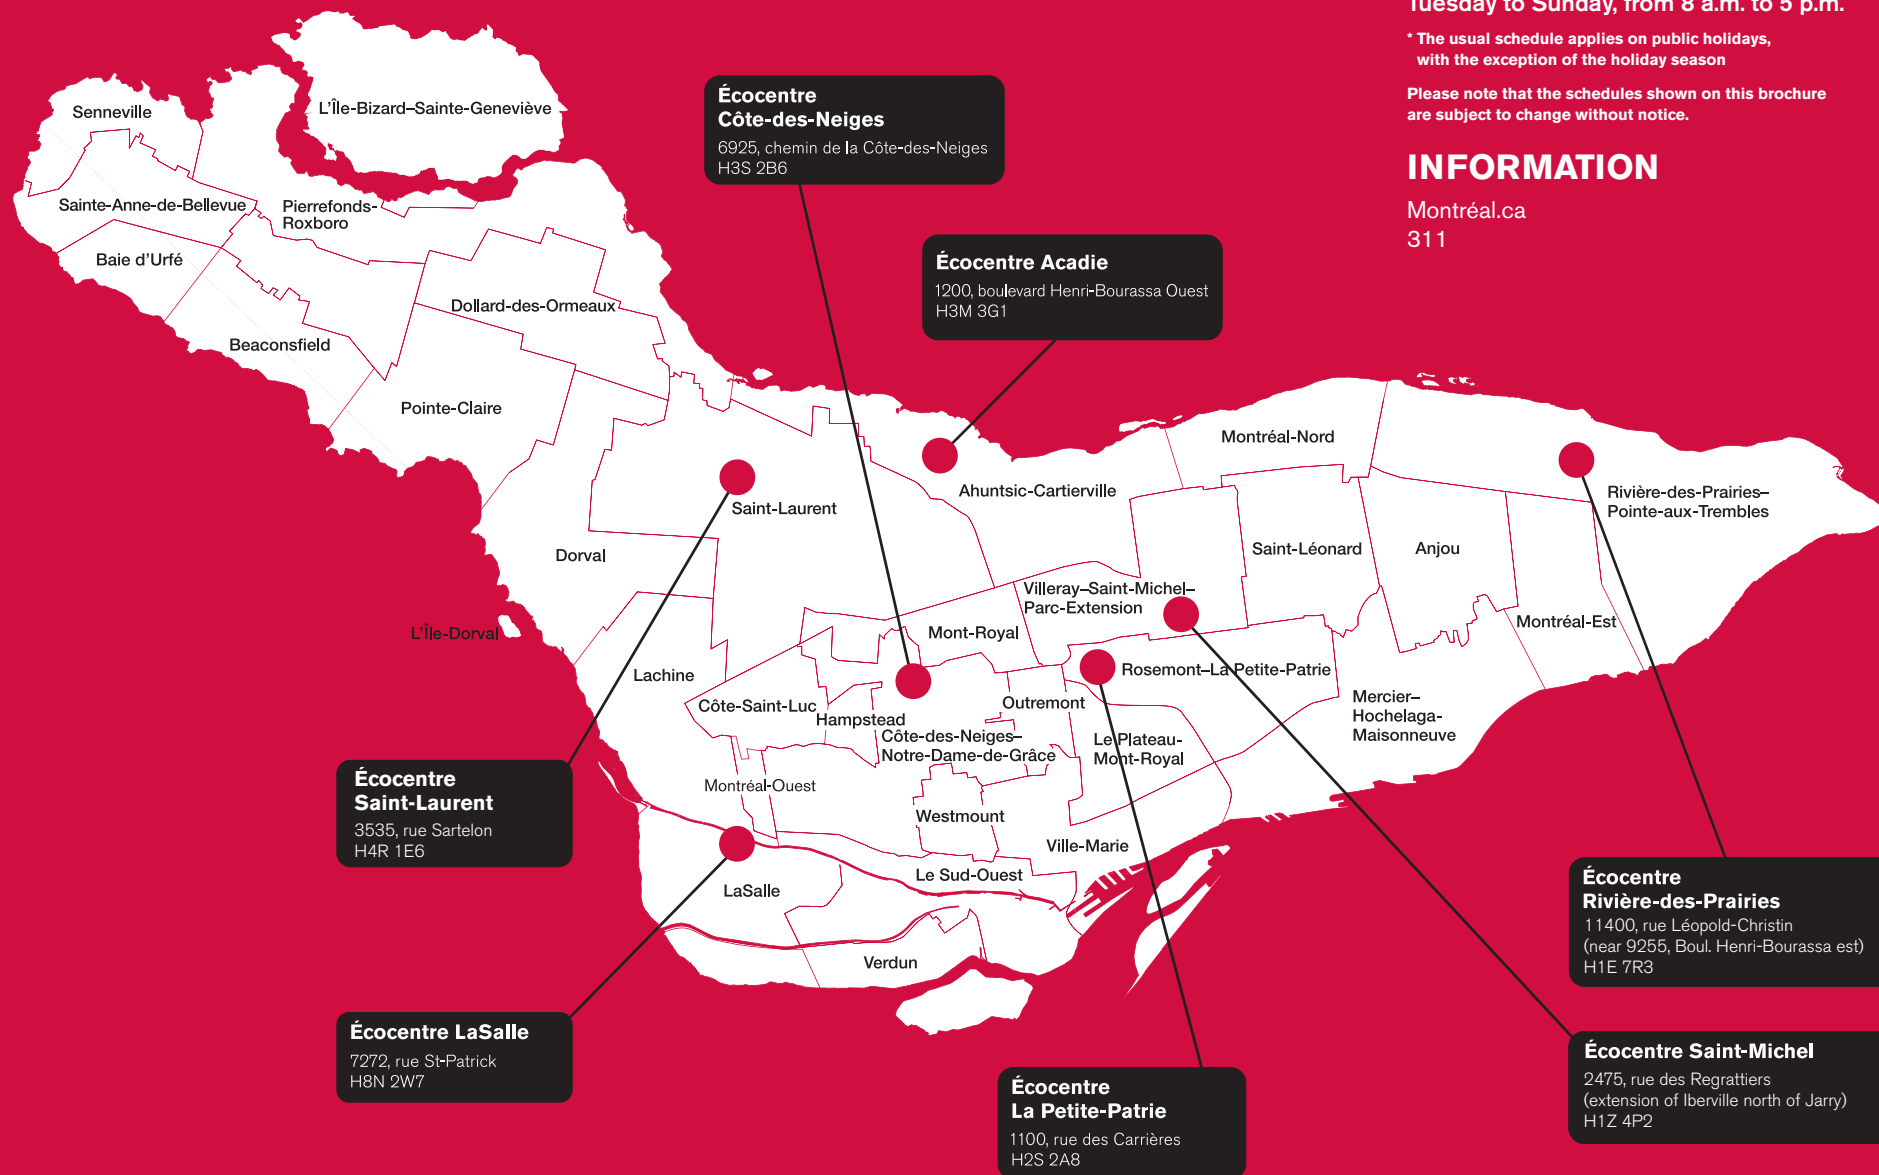 Tuesday to Sunday, from 8 a.m. to 5 p.m.
* The usual schedule applies on public holidays,
with the exception of the holiday season
Please note that the schedules shown on this brochure
are subject to change without notice.
INFORMATION
Montréal.ca
311
Écocentre
Côte-des-Neiges
6925, chemin de la Côte-des-Neiges
H3S 2B6
Écocentre Acadie
1200, boulevard Henri-Bourassa Ouest
H3M 3G1
Senneville
L'Île-Bizard–Sainte-Geneviève
Sainte-Anne-de-Bellevue
Pierrefonds-
Roxboro
Baie d'Urfé
Dollard-des-Ormeaux
Beaconsfield
Pointe-Claire
Montréal-Nord
Saint-Laurent
Ahuntsic-Cartierville
Rivière-des-Prairies–
Pointe-aux-Trembles
Dorval
Saint-Léonard
Anjou
Villeray–Saint-Michel–
Parc-Extension
Montréal-Est
L'Île-Dorval
Mont-Royal
Lachine
Rosemont–La Petite-Patrie
Côte-Saint-Luc
Hampstead
Outremont
Mercier–
Hochelaga-
Maisonneuve
Côte-des-Neiges–
Notre-Dame-de-Grâce
Le Plateau-
Mont-Royal
Montréal-Ouest
Westmount
Ville-Marie
Le Sud-Ouest
LaSalle
Verdun
Écocentre
Saint-Laurent
3535, rue Sartelon
H4R 1E6
Écocentre LaSalle
7272, rue St-Patrick
H8N 2W7
Écocentre
La Petite-Patrie
1100, rue des Carrières
H2S 2A8
Écocentre
Rivière-des-Prairies
11400, rue Léopold-Christin
(near 9255, Boul. Henri-Bourassa est)
H1E 7R3
Écocentre Saint-Michel
2475, rue des Regrattiers
(extension of Iberville north of Jarry)
H1Z 4P2